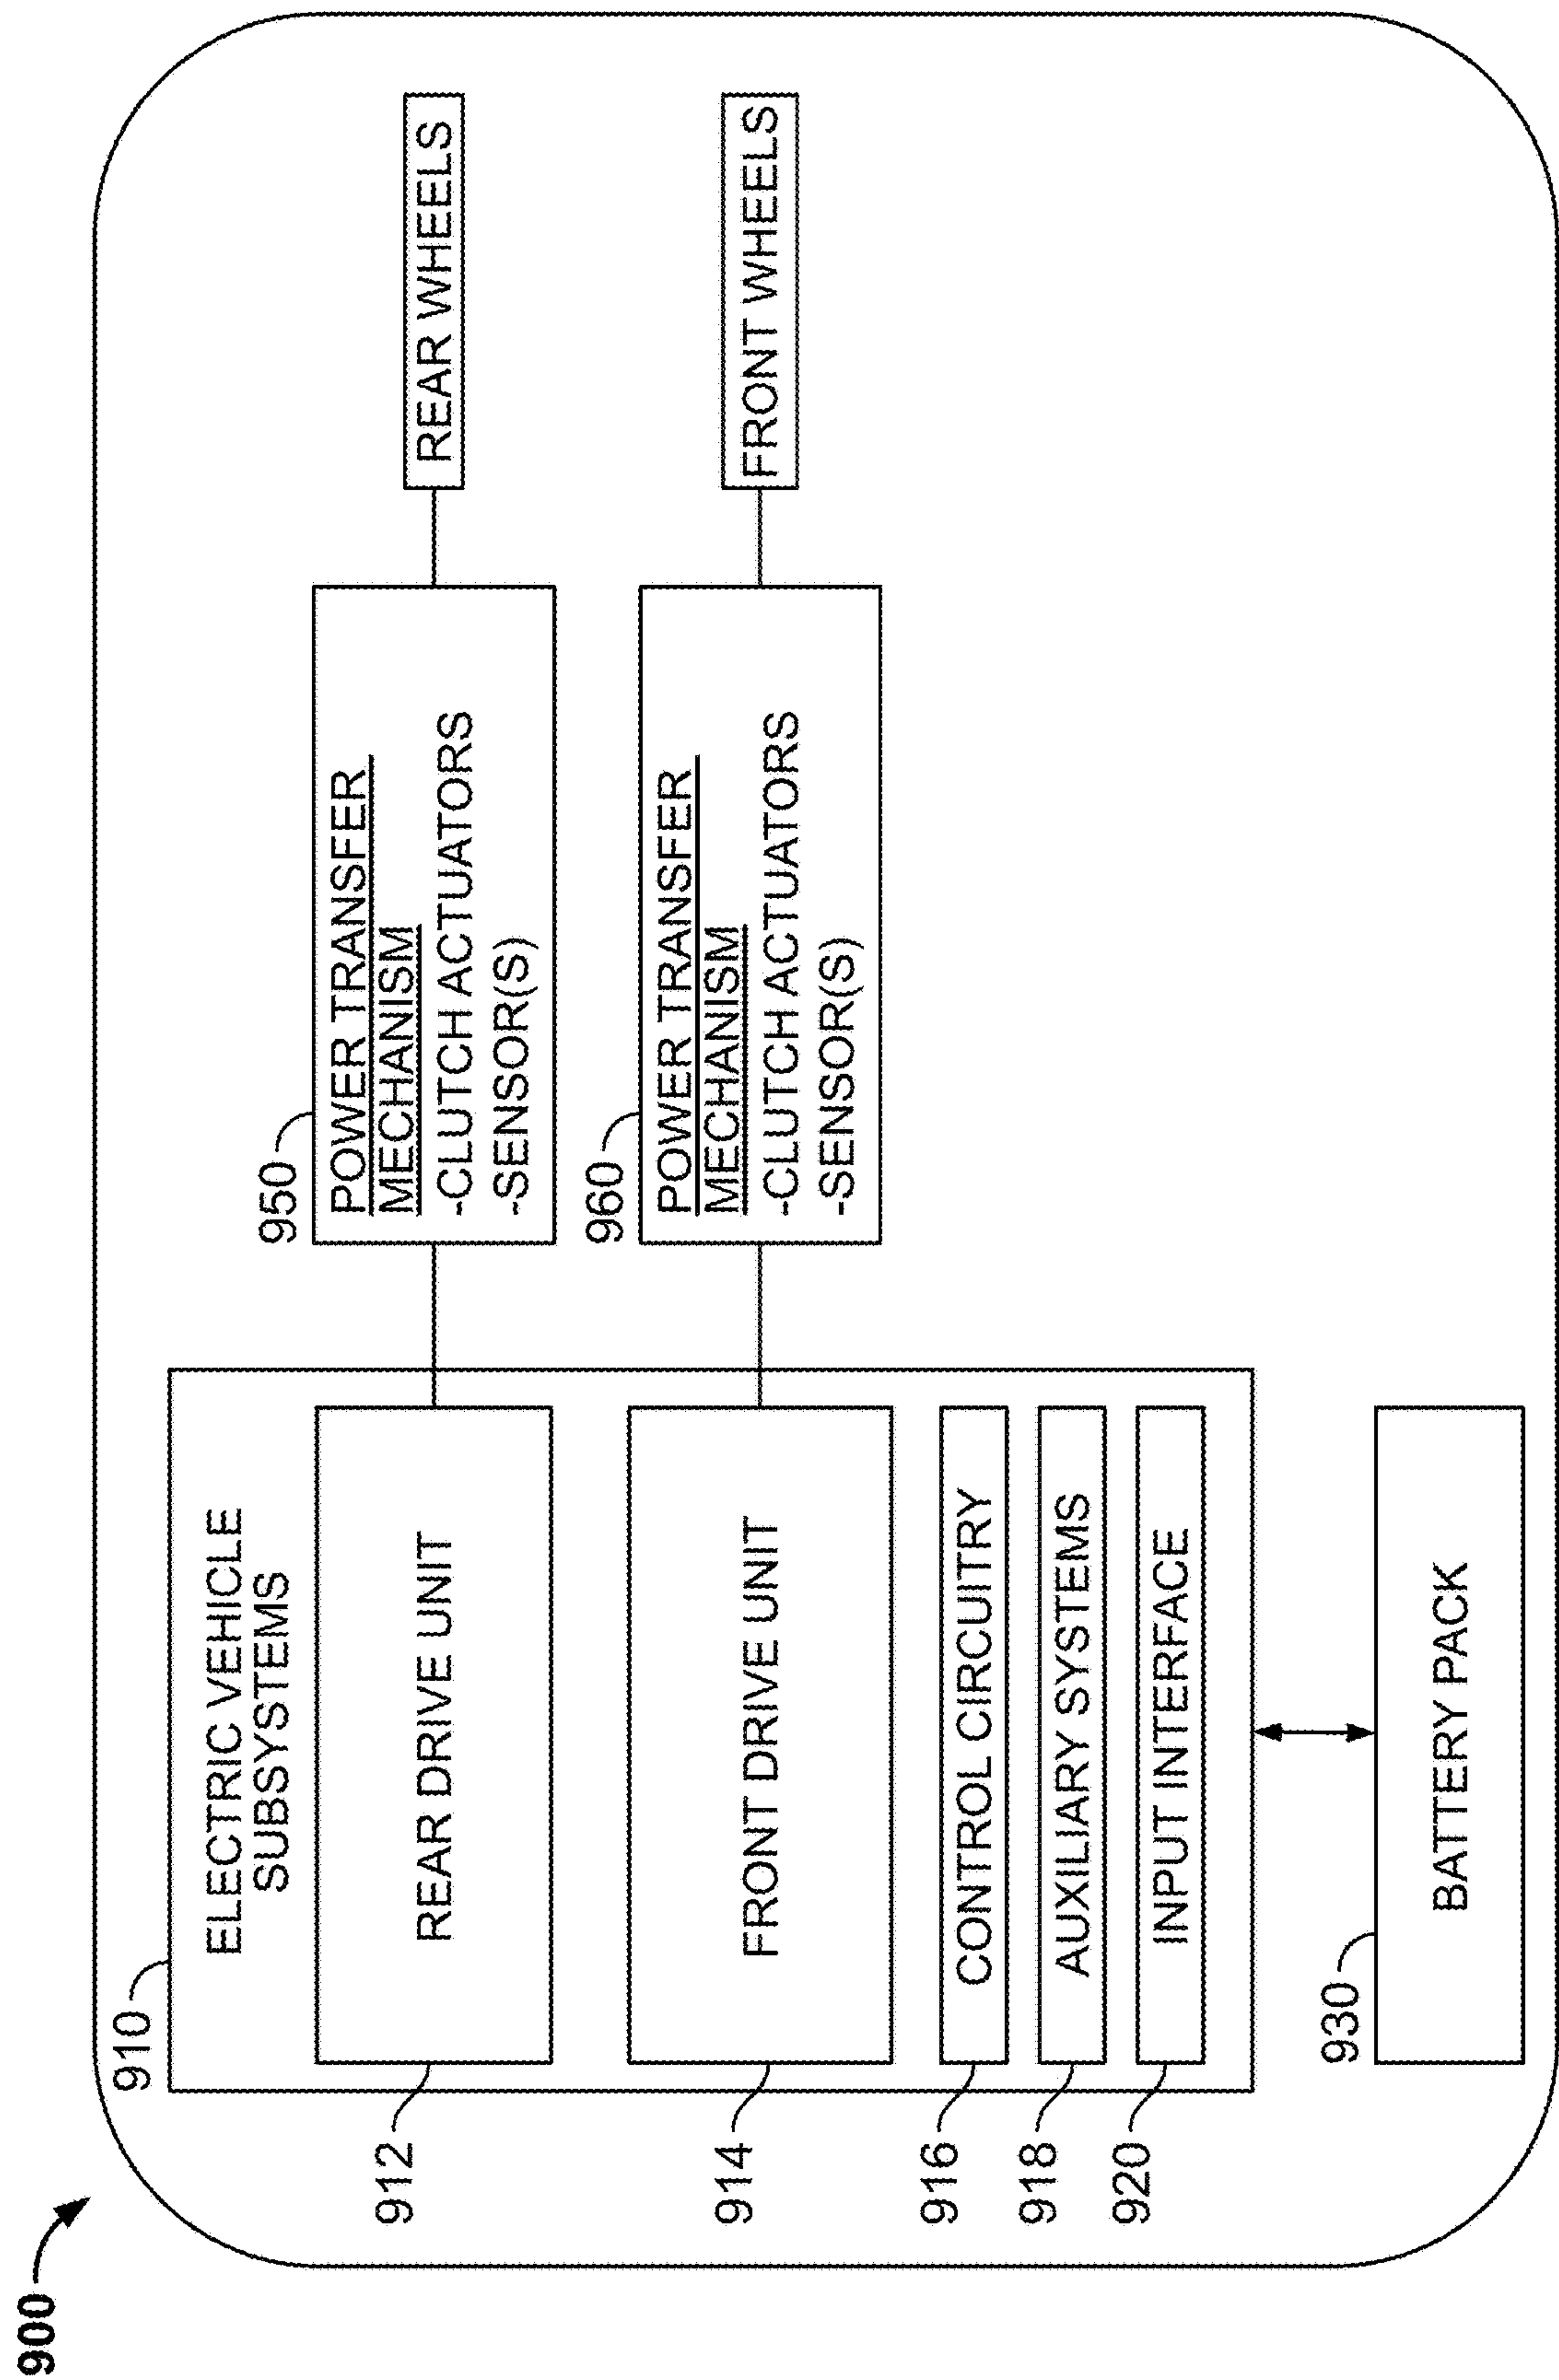 900
910
ELECTRIC VEHICLE
SUBSYSTEMS
912
REAR DRIVE UNIT
914
FRONT DRIVE UNIT
916
CONTROL CIRCUITRY
918
AUXILIARY SYSTEMS
920
INPUT INTERFACE
930
BATTERY PACK
950
POWER TRANSFER
MECHANISM
-CLUTCH ACTUATORS
-SENSOR(S)
960
POWER TRANSFER
MECHANISM
-CLUTCH ACTUATORS
-SENSOR(S)
REAR WHEELS
FRONT WHEELS